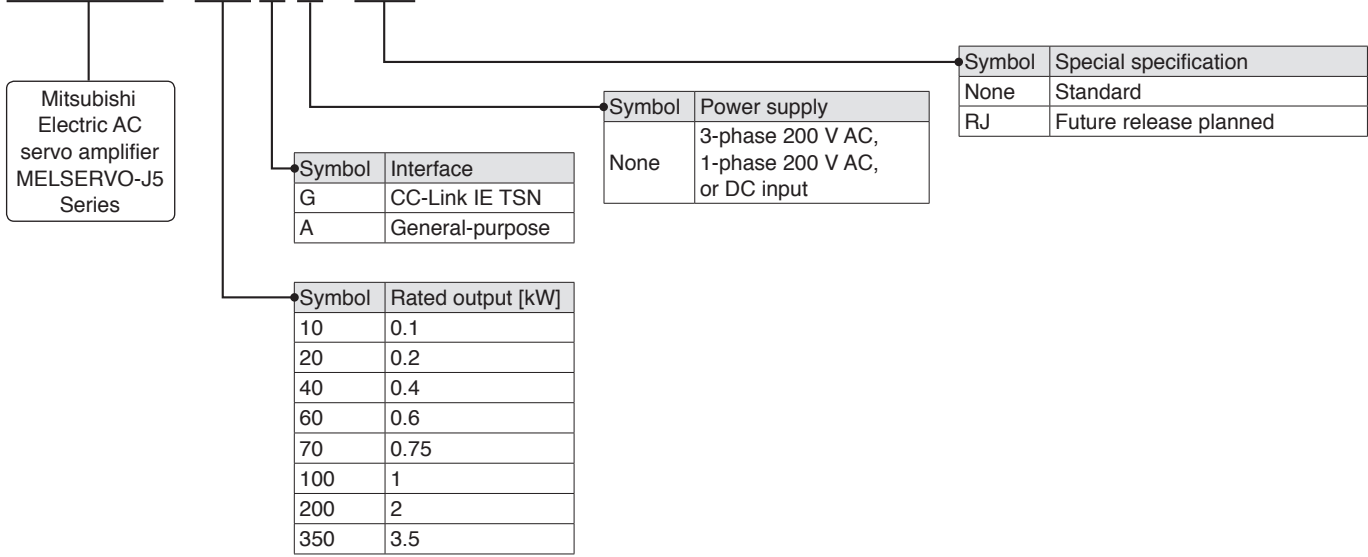 Mitsubishi
Electric AC
servo amplifier
MELSERVO-J5
Series
Symbol Special specification
None Standard
RJ Future release planned
Symbol Power supply
None 3-phase 200 V AC,
1-phase 200 V AC,
or DC input
Symbol Interface
G CC-Link IE TSN
A General-purpose
Symbol Rated output [kW]
10 0.1
20 0.2
40 0.4
60 0.6
70 0.75
100 1
200 2
350 3.5